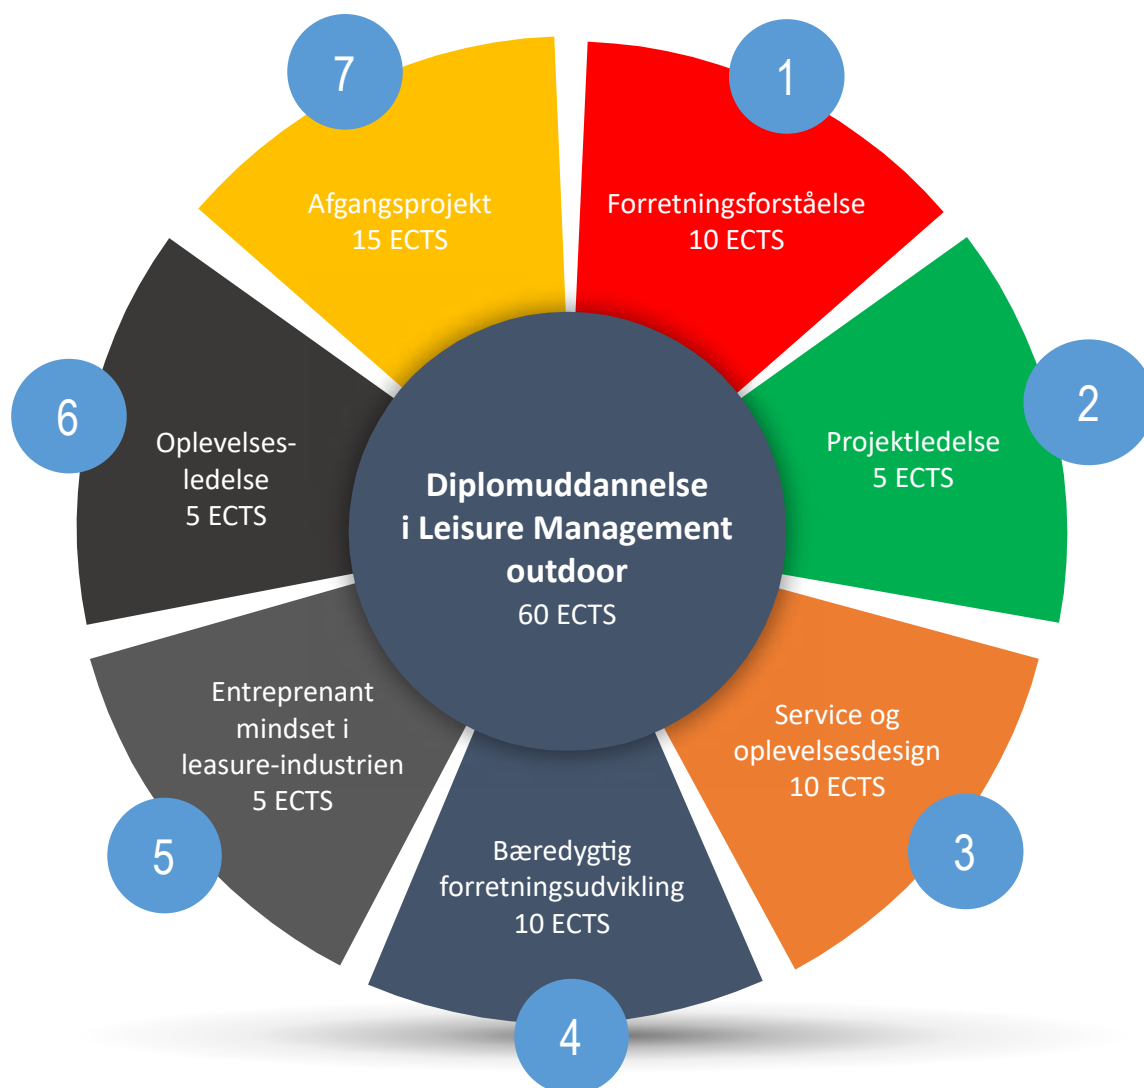 Diplomuddannelse
i Leisure Management
outdoor
60 ECTS
1
Forretningsforståelse
10 ECTS
2
Projektledelse
5 ECTS
3
Service og
oplevelsesdesign
10 ECTS
4
Bæredygtig
forretningsudvikling
10 ECTS
5
Entreprenant
mindset i
leasure-industrien
5 ECTS
6
Oplevelses-
ledelse
5 ECTS
7
Afgangsprojekt
15 ECTS